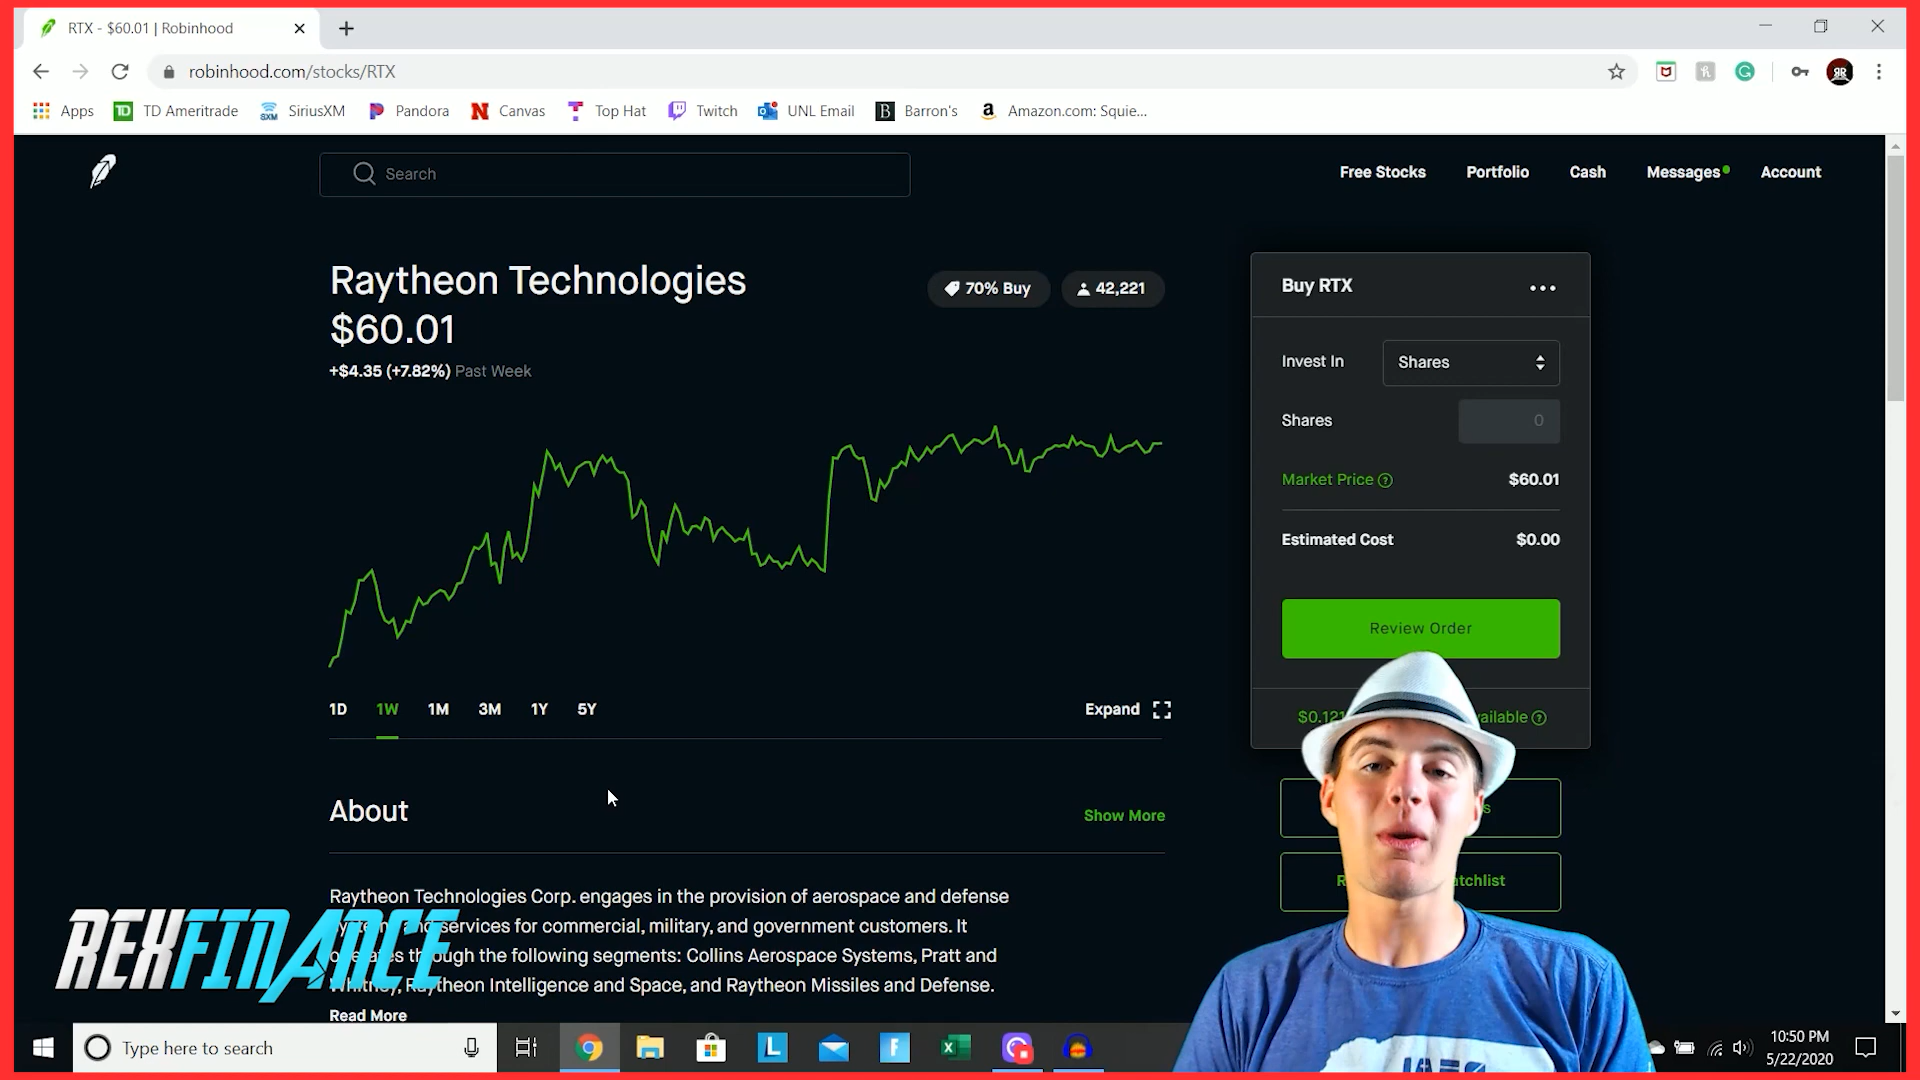 RTX - $60.01 | Robinhood
robinhood.com/stocks/RTX
Apps TD Ameritrade SiriusXM Pandora Canvas Top Hat Twitch UNL Email Barron's Amazon.com: Squie...
Search
Free Stocks Portfolio Cash Messages Account
Raytheon Technologies
$60.01
+$4.35 (+7.82%) Past Week
70% Buy 42,221
1D 1W 1M 3M 1Y 5Y
Expand
About
Show More
Raytheon Technologies Corp. engages in the provision of aerospace and defense
and services for commercial, military, and government customers. It
through the following segments: Collins Aerospace Systems, Pratt and
Whitney, Raytheon Intelligence and Space, and Raytheon Missiles and Defense.
Read More
Buy RTX
Invest In Shares
Shares 0
Market Price $60.01
Estimated Cost $0.00
Review Order
REXFINANCE
Type here to search
10:50 PM
5/22/2020